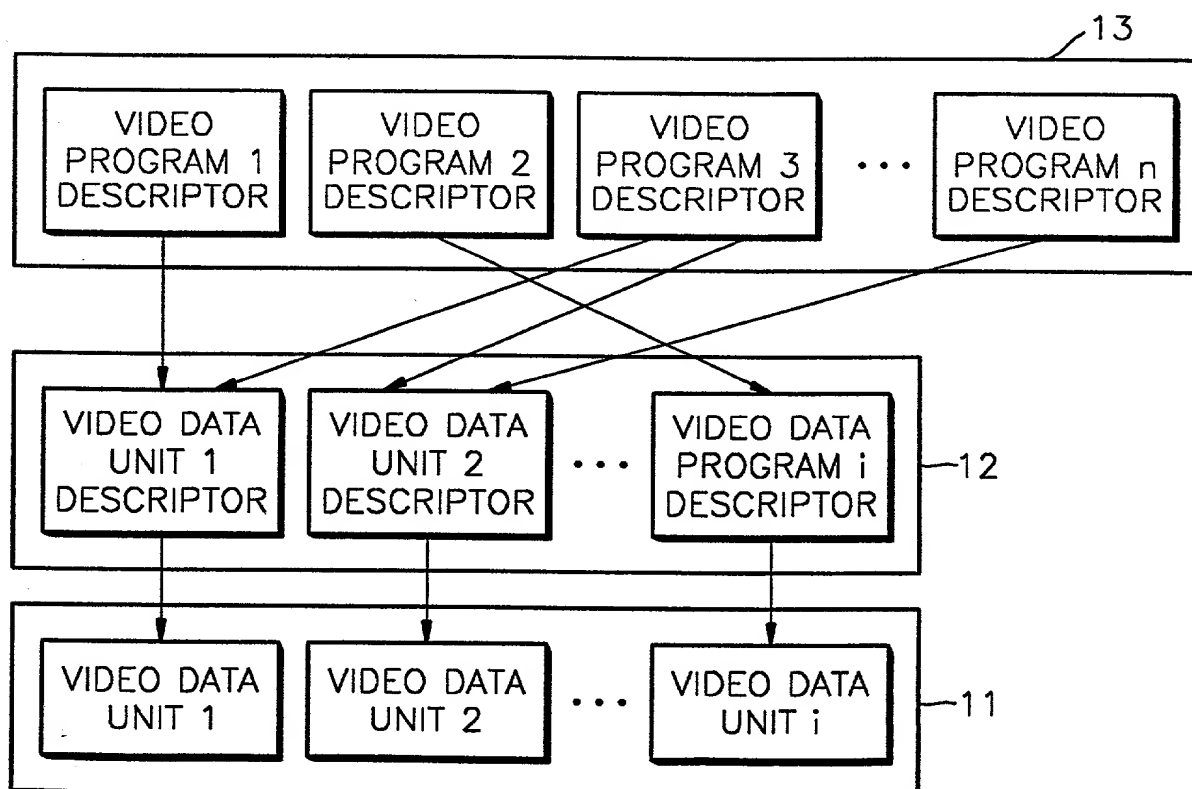 13
VIDEO
PROGRAM 1
DESCRIPTOR
VIDEO
PROGRAM 2
DESCRIPTOR
VIDEO
PROGRAM 3
DESCRIPTOR
...
VIDEO
PROGRAM n
DESCRIPTOR
VIDEO DATA
UNIT 1
DESCRIPTOR
VIDEO DATA
UNIT 2
DESCRIPTOR
...
VIDEO DATA
PROGRAM i
DESCRIPTOR
12
VIDEO DATA
UNIT 1
VIDEO DATA
UNIT 2
...
VIDEO DATA
UNIT i
11